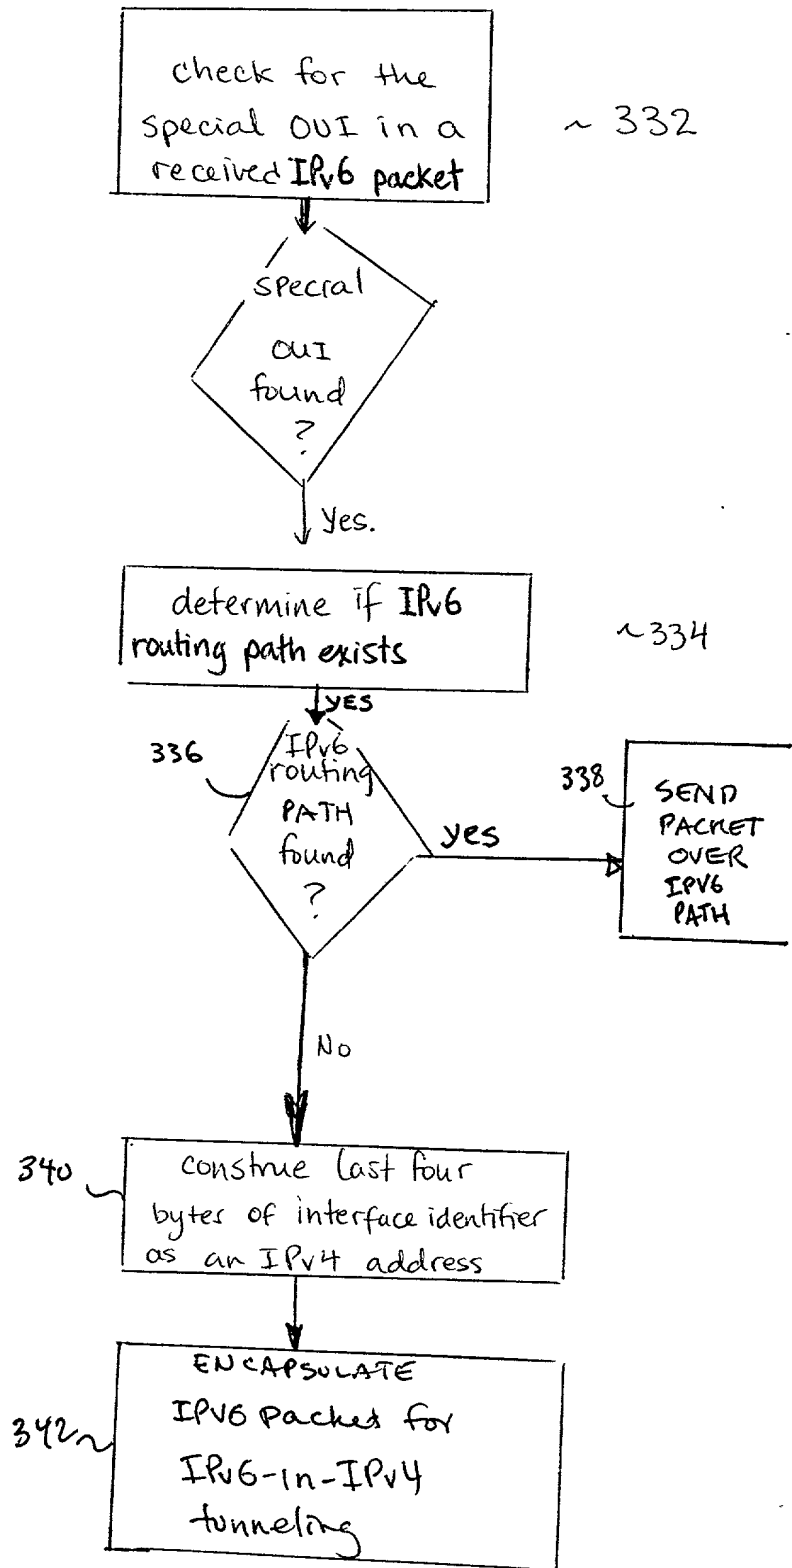 check for the
special OUI in a
received IPv6 packet
~ 332
special
OUI
found
?
Yes.
determine if IPv6
routing path exists
~334
YES
336
IPv6
routing
PATH
found
?
yes
338
SEND
PACKET
OVER
IPV6
PATH
No
340
construe last four
bytes of interface identifier
as an IPv4 address
342
ENCAPSULATE
IPV6 Packet for
IPv6-in-IPv4
tunneling